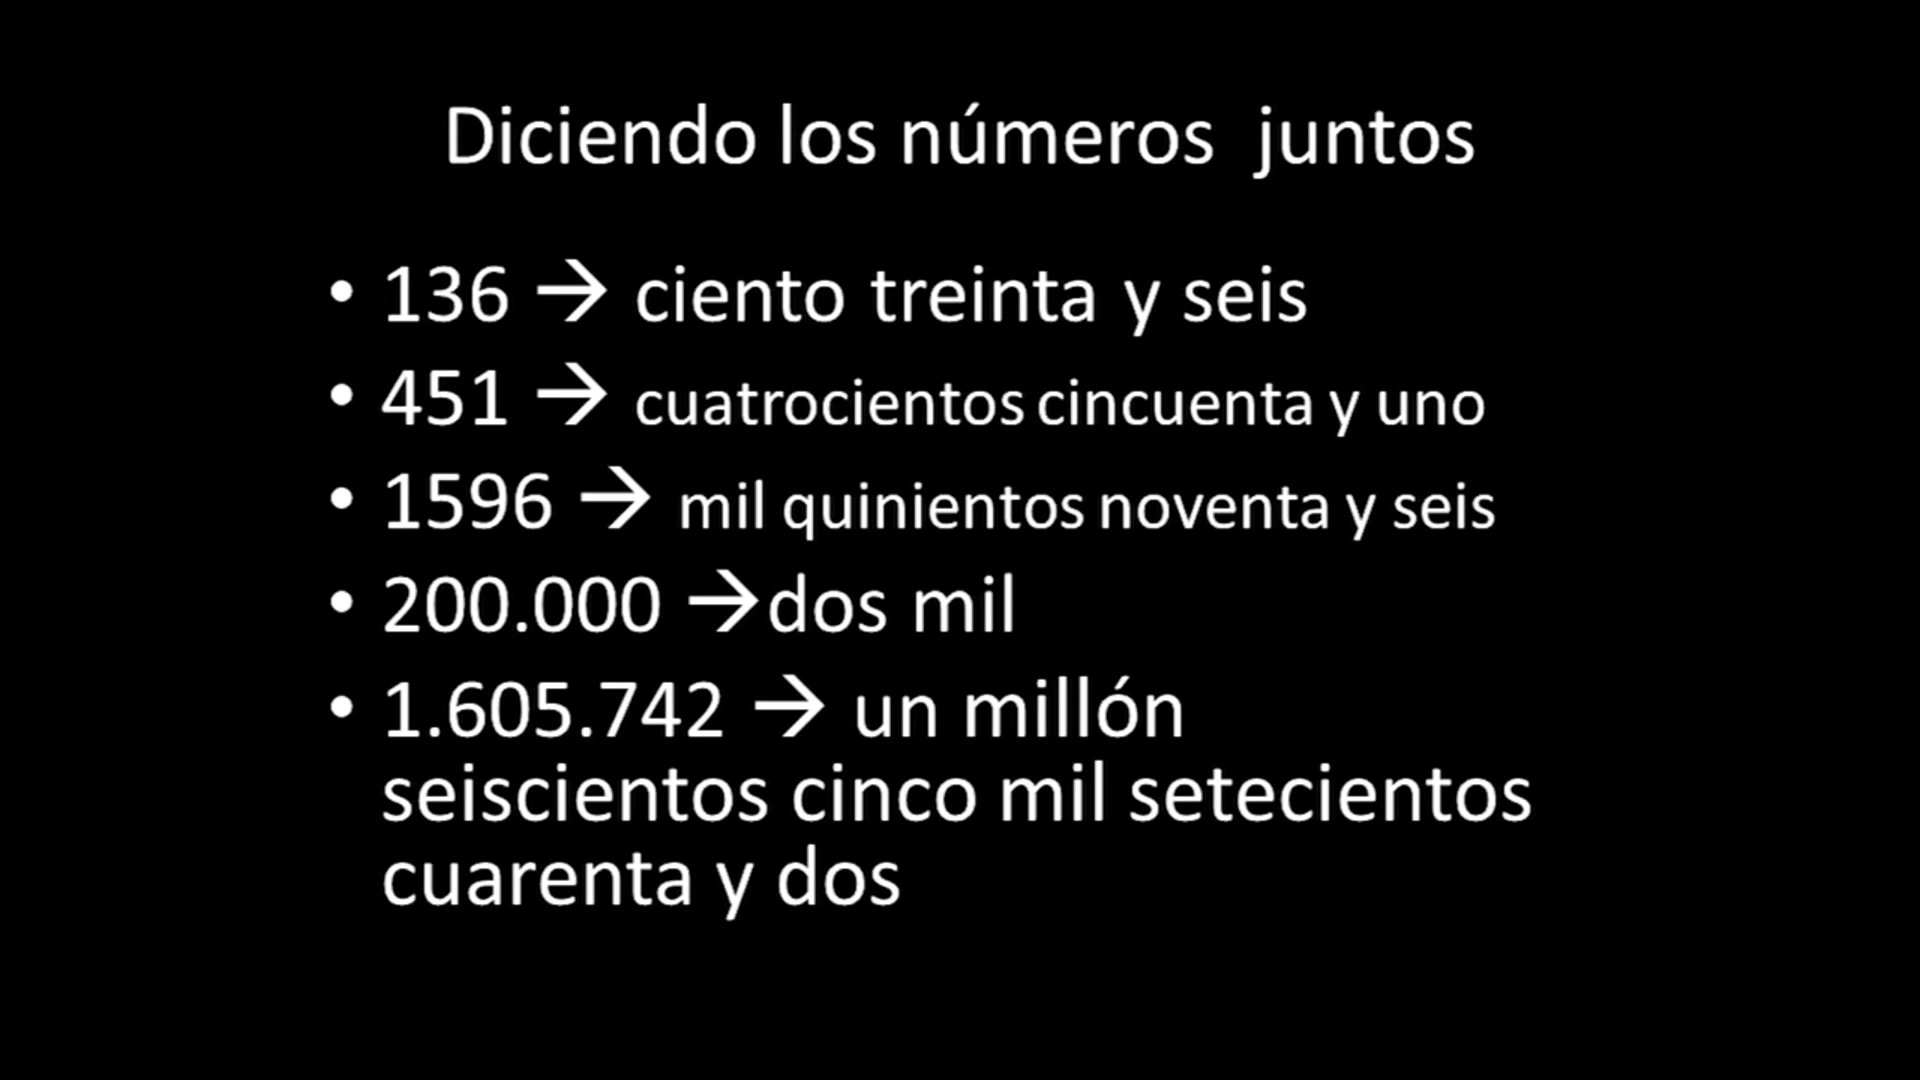 Diciendo los números juntos
• 136 → ciento treinta y seis
• 451 → cuatrocientos cincuenta y uno
• 1596 → mil quinientos noventa y seis
• 200.000 →dos mil
• 1.605.742 → un millón
seiscientos cinco mil setecientos
cuarenta y dos